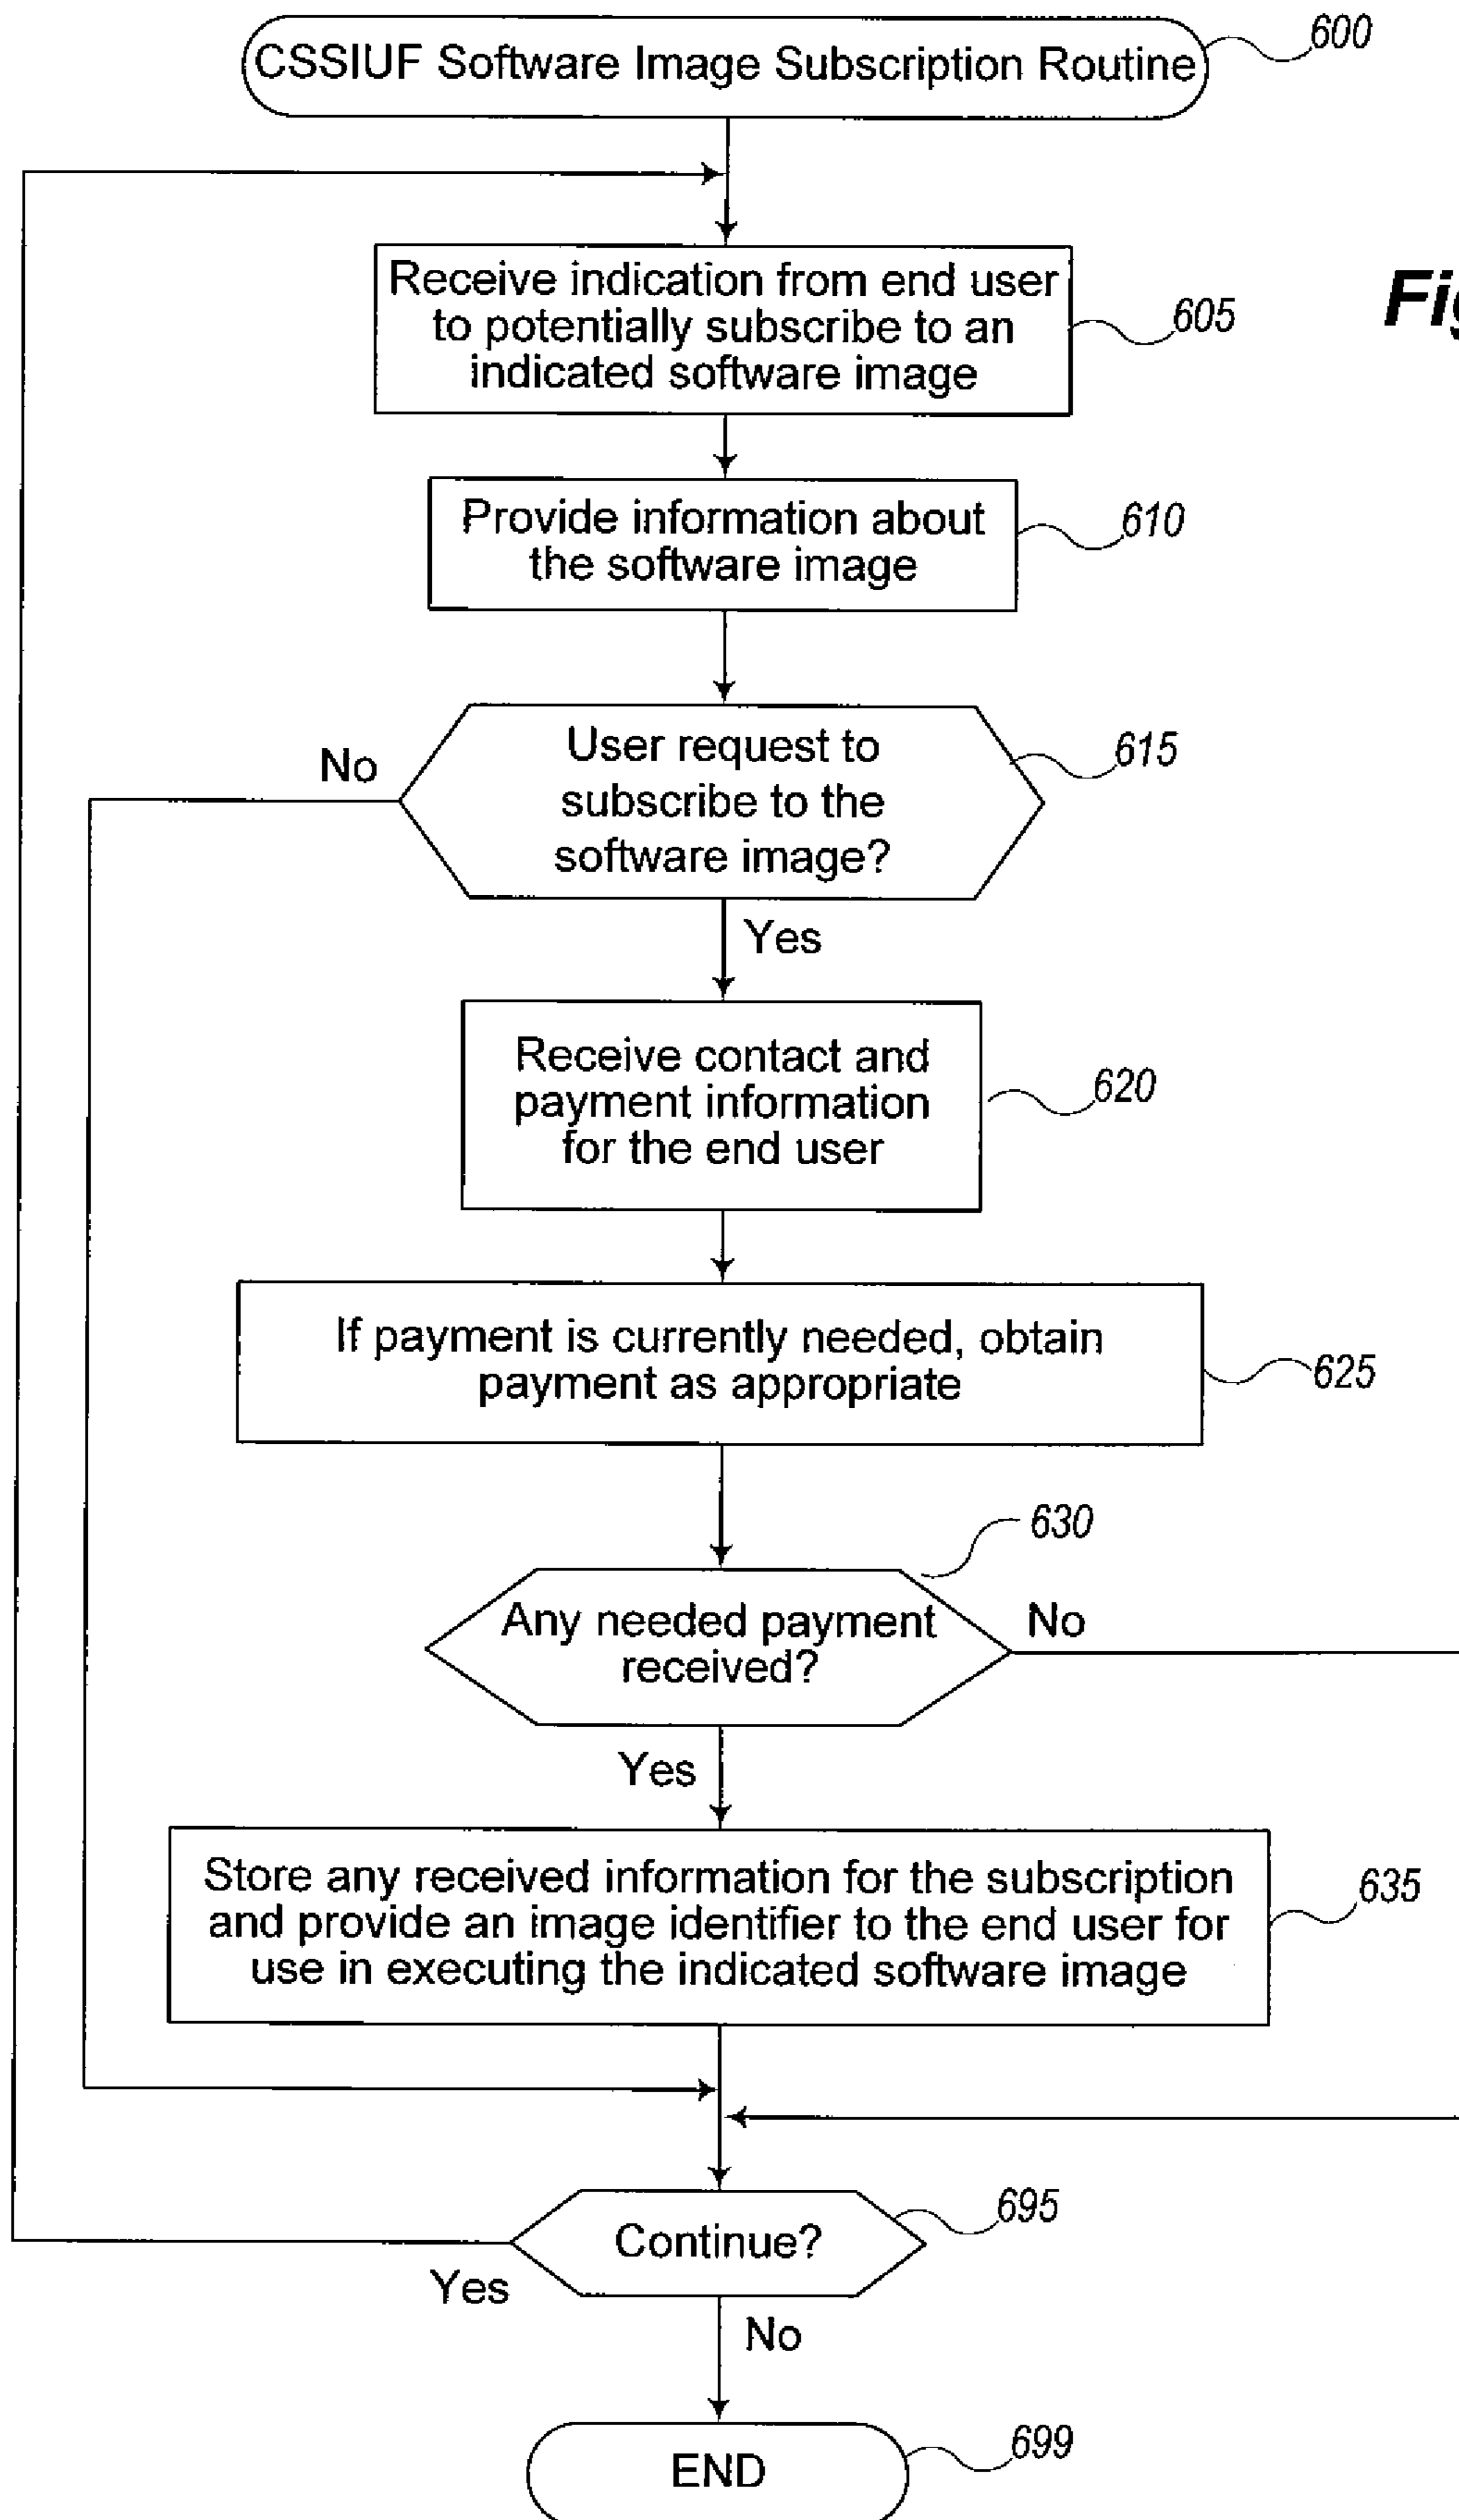 CSSIUF Software Image Subscription Routine
600
Receive indication from end user
to potentially subscribe to an
indicated software image
605
Provide information about
the software image
610
User request to
subscribe to the
software image?
615
No
Yes
Receive contact and
payment information
for the end user
620
If payment is currently needed, obtain
payment as appropriate
625
630
Any needed payment
received?
No
Yes
Store any received information for the subscription
and provide an image identifier to the end user for
use in executing the indicated software image
635
Continue?
695
Yes
No
END
699